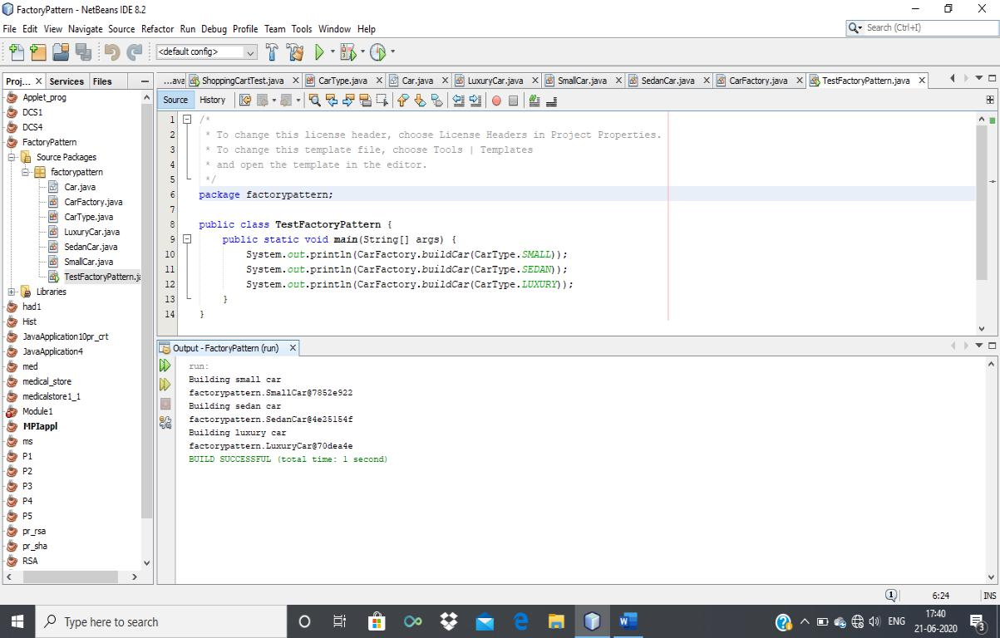 FactoryPattern - NetBeans IDE 8.2
File Edit View Navigate Source Refactor Run Debug Profile Team Tools Window Help
Search (Ctrl+I)
<default config>
Proj... Services Files
Applet_prog
DCS1
DCS4
FactoryPattern
Source Packages
factorypattern
Car.java
CarFactory.java
CarType.java
LuxuryCar.java
SedanCar.java
SmallCar.java
TestFactoryPattern.ja
Libraries
had1
Hist
JavaApplication10pr_crt
JavaApplication4
med
medical_store
medicalstore1_1
Module1
MPIappl
ms
P1
P2
P3
P4
P5
pr_rsa
pr_sha
RSA
...ava ShoppingCartTest.java CarType.java Car.java LuxuryCar.java SmallCar.java SedanCar.java CarFactory.java TestFactoryPattern.java
Source History
1 /*
2 * To change this license header, choose License Headers in Project Properties.
3 * To change this template file, choose Tools | Templates
4 * and open the template in the editor.
5 */
6 package factorypattern;
7
8 public class TestFactoryPattern {
9 public static void main(String[] args) {
10 System.out.println(CarFactory.buildCar(CarType.SMALL));
11 System.out.println(CarFactory.buildCar(CarType.SEDAN));
12 System.out.println(CarFactory.buildCar(CarType.LUXURY));
13 }
14 }
Output - FactoryPattern (run)
run:
Building small car
factorypattern.SmallCar@7852e922
Building sedan car
factorypattern.SedanCar@4e25154f
Building luxury car
factorypattern.LuxuryCar@70dea4e
BUILD SUCCESSFUL (total time: 1 second)
1 6:24 INS
Type here to search
W
ENG
17:40
21-06-2020
3